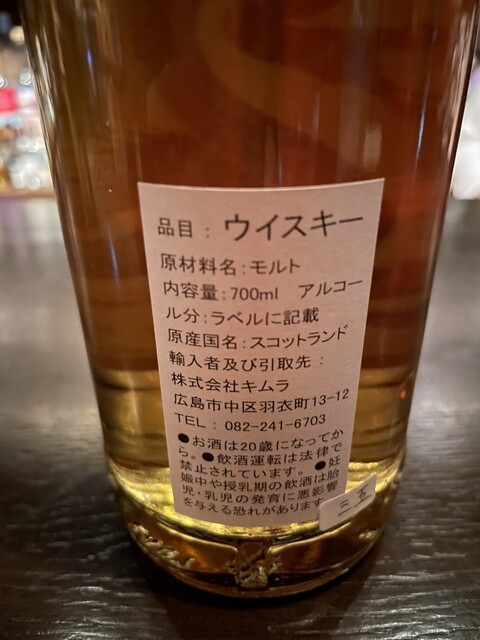 品目：ウイスキー
原材料名：モルト
内容量：700ml　アルコー
ル分：ラベルに記載
原産国名：スコットランド
輸入者及び引取先：
株式会社キムラ
広島市中区羽衣町13-12
TEL：082-241-6703
●お酒は20歳になってか
ら。●飲酒運転は法律で
禁止されています。●妊
娠中や授乳期の飲酒は胎
児・乳児の発育に悪影響
を与える恐れがあります